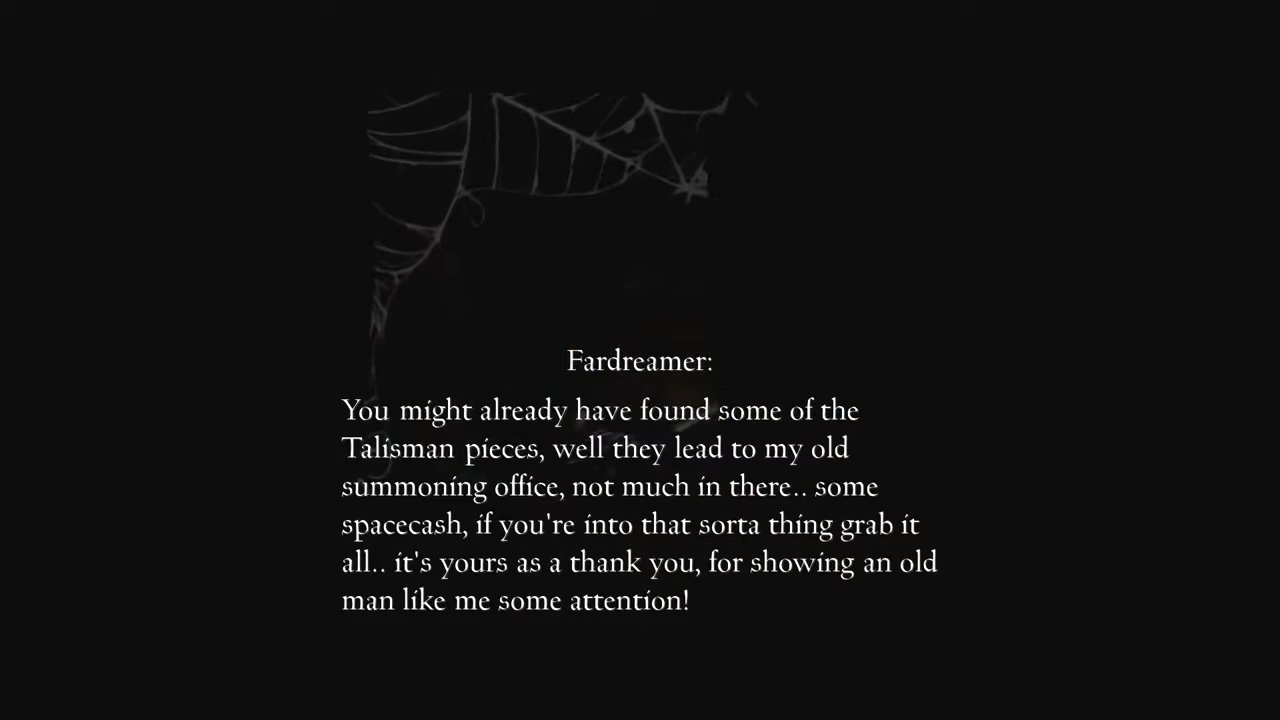 Fardreamer:
You might already have found some of the
Talisman pieces, well they lead to my old
summoning office, not much in there.. some
spacecash, if you're into that sorta thing grab it
all.. it's yours as a thank you, for showing an old
man like me some attention!